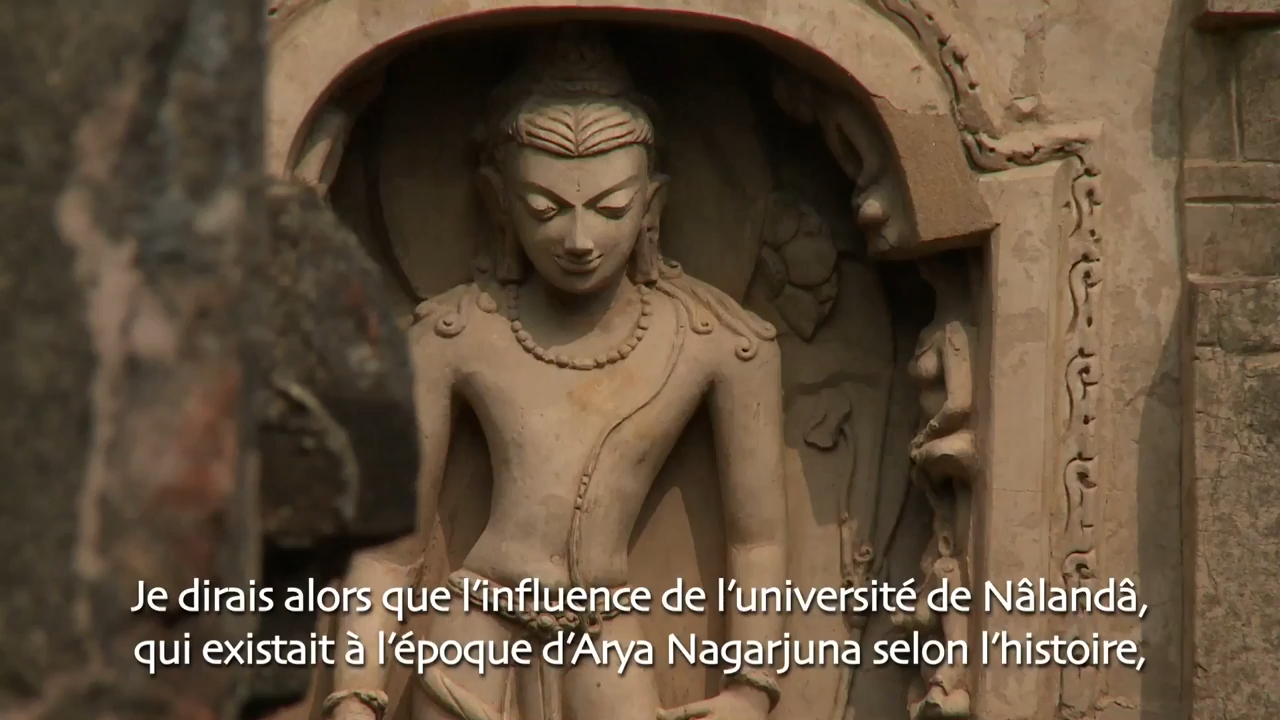 Je dirais alors que l’influence de l’université de Nâlandâ,
qui existait à l’époque d’Arya Nagarjuna selon l’histoire,